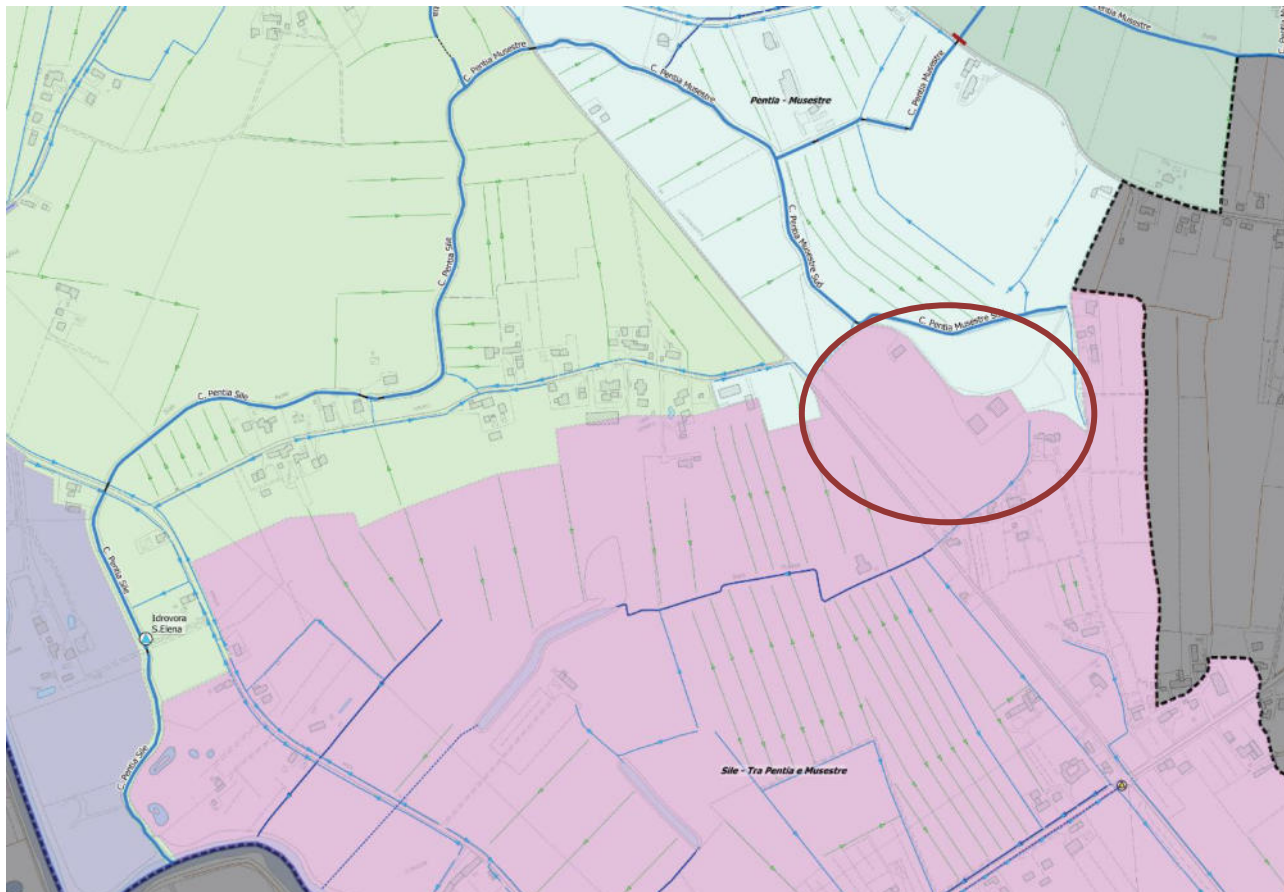 C. Pentia Musestre
C. Pentia Musestre
C. Pentia Musestre
Pentia - Musestre
C. Pentia Sile
C. Pentia Musestre Sud
C. Pentia Musestre S
C. Pentia Sile
C. Pentia Sile
Idrovora
S.Elena
C. Pentia Sile
Sile - Tra Pentia e Musestre